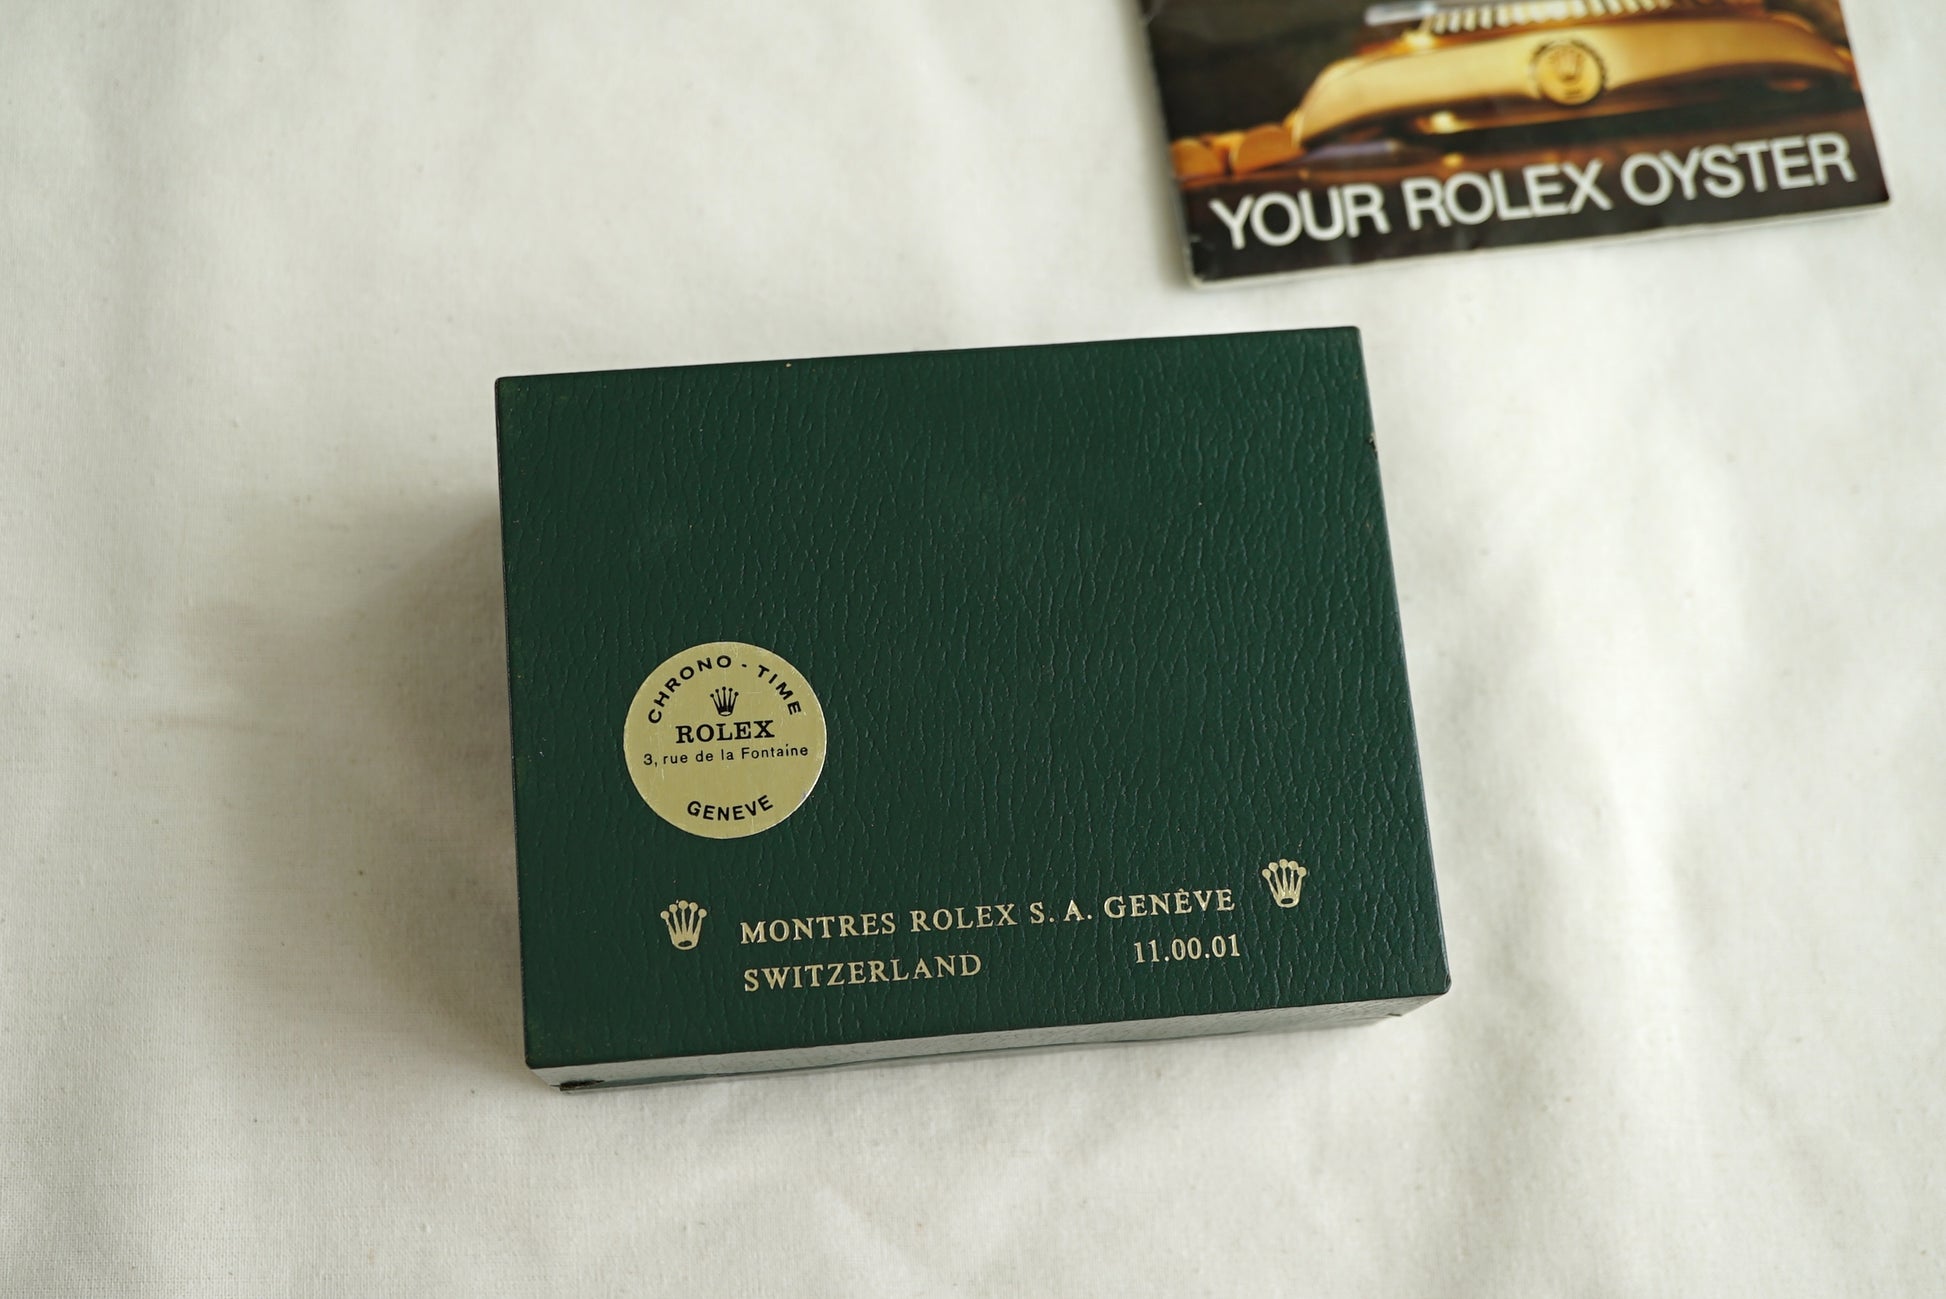 YOUR ROLEX OYSTER
CHRONO - TIME
ROLEX
3, rue de la Fontaine
GENEVE
MONTRES ROLEX S. A. GENÈVE
SWITZERLAND 11.00.01